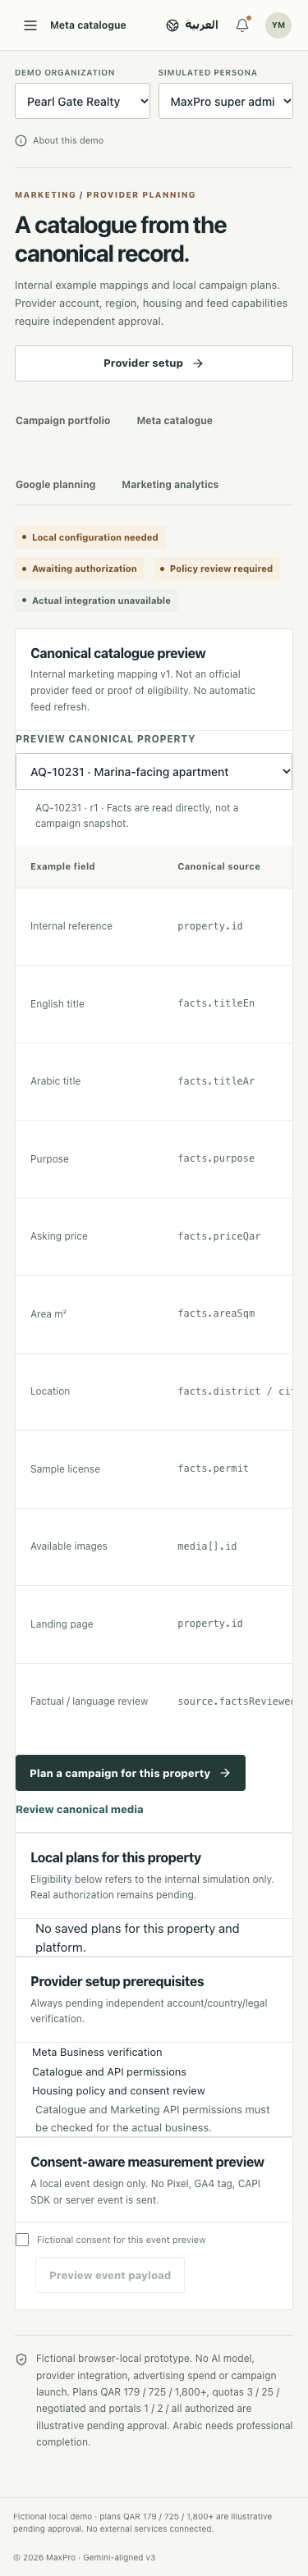 Meta catalogue
العربية
YM
DEMO ORGANIZATION
SIMULATED PERSONA
Pearl Gate Realty
MaxPro super admi
About this demo
MARKETING / PROVIDER PLANNING
A catalogue from the
canonical record.
Internal example mappings and local campaign plans.
Provider account, region, housing and feed capabilities
require independent approval.
Provider setup →
Campaign portfolio
Meta catalogue
Google planning
Marketing analytics
Local configuration needed
Awaiting authorization
Policy review required
Actual integration unavailable
Canonical catalogue preview
Internal marketing mapping v1. Not an official
provider feed or proof of eligibility. No automatic
feed refresh.
PREVIEW CANONICAL PROPERTY
AQ-10231 · Marina-facing apartment
AQ-10231 · r1 · Facts are read directly, not a
campaign snapshot.
Example field
Canonical source
Internal reference
property.id
English title
facts.titleEn
Arabic title
facts.titleAr
Purpose
facts.purpose
Asking price
facts.priceQar
Area m²
facts.areaSqm
Location
facts.district / cit
Sample license
facts.permit
Available images
media[].id
Landing page
property.id
Factual / language review
source.factsReviewed
Plan a campaign for this property →
Review canonical media
Local plans for this property
Eligibility below refers to the internal simulation only.
Real authorization remains pending.
No saved plans for this property and
platform.
Provider setup prerequisites
Always pending independent account/country/legal
verification.
Meta Business verification
Catalogue and API permissions
Housing policy and consent review
Catalogue and Marketing API permissions must
be checked for the actual business.
Consent-aware measurement preview
A local event design only. No Pixel, GA4 tag, CAPI
SDK or server event is sent.
Fictional consent for this event preview
Preview event payload
Fictional browser-local prototype. No AI model,
provider integration, advertising spend or campaign
launch. Plans QAR 179 / 725 / 1,800+, quotas 3 / 25 /
negotiated and portals 1 / 2 / all authorized are
illustrative pending approval. Arabic needs professional
completion.
Fictional local demo · plans QAR 179 / 725 / 1,800+ are illustrative
pending approval. No external services connected.
© 2026 MaxPro · Gemini-aligned v3